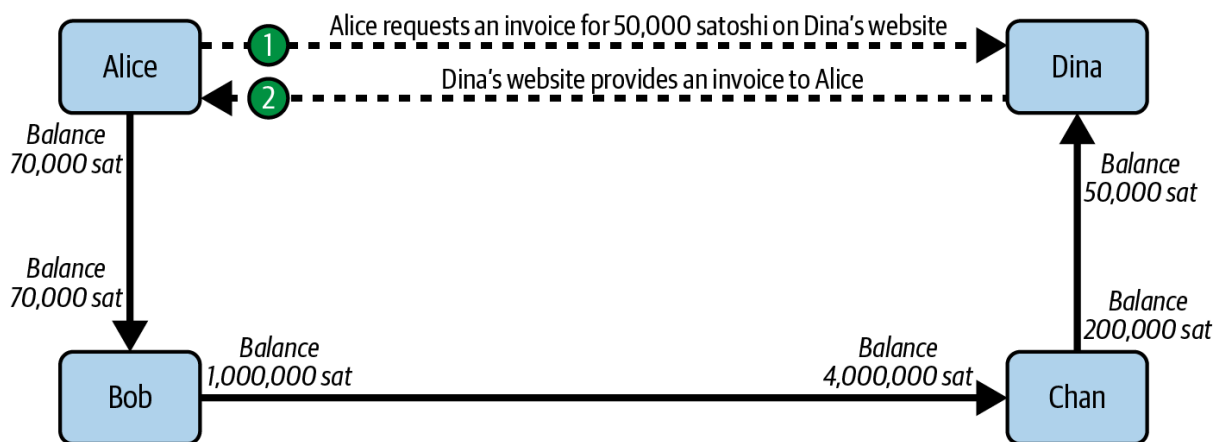 Alice requests an invoice for 50,000 satoshi on Dina’s website
1
Alice
Dina
Dina’s website provides an invoice to Alice
2
Balance
70,000 sat
Balance
50,000 sat
Balance
70,000 sat
Balance
200,000 sat
Balance
1,000,000 sat
Balance
4,000,000 sat
Bob
Chan